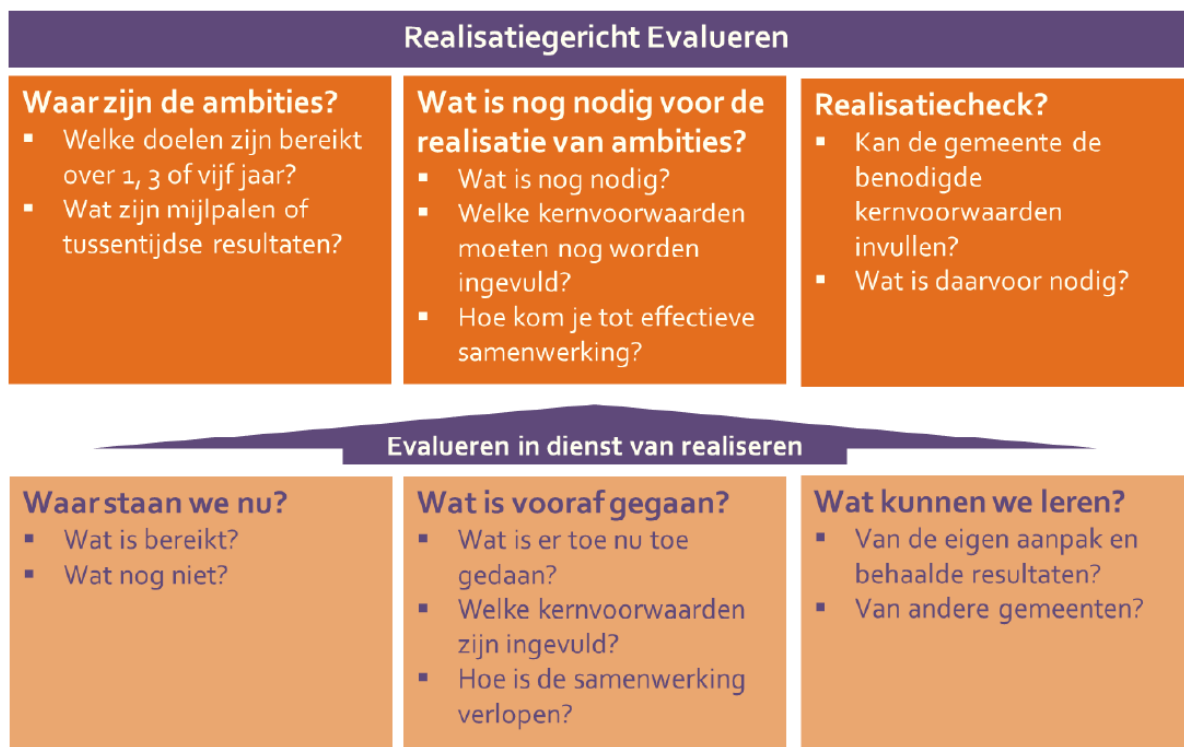 Realisatiegericht Evalueren
Waar zijn de ambities?
▪ Welke doelen zijn bereikt
over 1, 3 of vijf jaar?
▪ Wat zijn mijlpalen of
tussentijdse resultaten?
Wat is nog nodig voor de
realisatie van ambities?
▪ Wat is nog nodig?
▪ Welke kernvoorwaarden
moeten nog worden
ingevuld?
▪ Hoe kom je tot effectieve
samenwerking?
Realisatiecheck?
▪ Kan de gemeente de
benodigde
kernvoorwaarden
invullen?
▪ Wat is daarvoor nodig?
Evalueren in dienst van realiseren
Waar staan we nu?
▪ Wat is bereikt?
▪ Wat nog niet?
Wat is vooraf gegaan?
▪ Wat is er toe nu toe
gedaan?
▪ Welke kernvoorwaarden
zijn ingevuld?
▪ Hoe is de samenwerking
verlopen?
Wat kunnen we leren?
▪ Van de eigen aanpak en
behaalde resultaten?
▪ Van andere gemeenten?